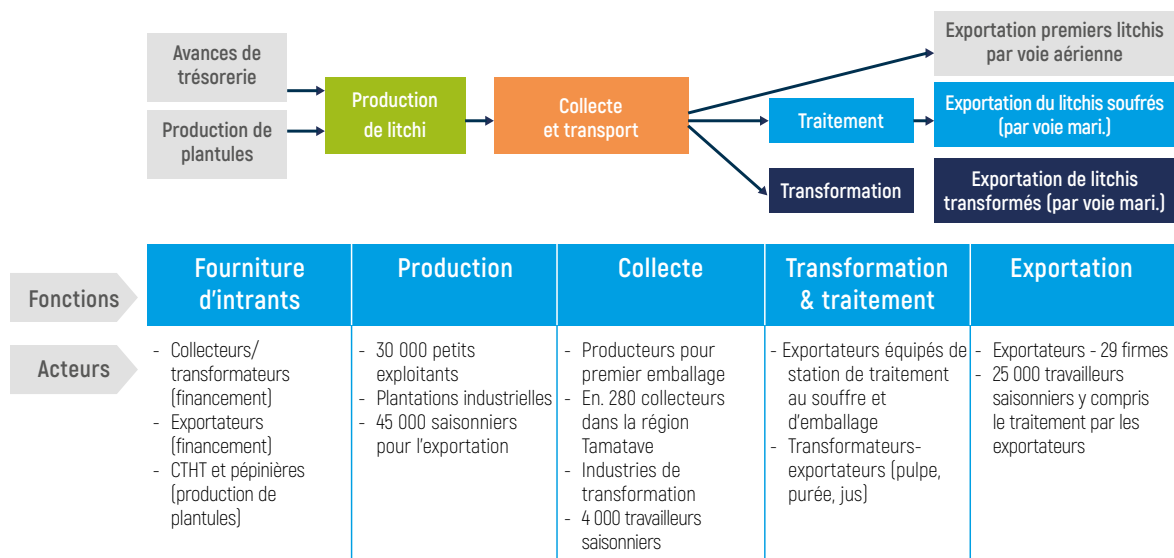 Avances de
trésorerie
Production de
plantules
Production
de litchi
Collecte
et transport
Traitement
Transformation
Exportation premiers litchis
par voie aérienne
Exportation du litchis soufrés
(par voie mari.)
Exportation de litchis
transformés (par voie mari.)
Fonctions
Fourniture
d'intrants
Production
Collecte
Transformation
& traitement
Exportation
Acteurs
- Collecteurs/
transformateurs
(financement)
- Exportateurs
(financement)
- CTHT et pépinières
(production de
plantules)
- 30 000 petits
exploitants
- Plantations industrielles
- 45 000 saisonniers
pour l'exportation
- Producteurs pour
premier emballage
- En. 280 collecteurs
dans la région
Tamatave
- Industries de
transformation
- 4 000 travailleurs
saisonniers
- Exportateurs équipés de
station de traitement
au souffre et
d'emballage
- Transformateurs-
exportateurs (pulpe,
purée, jus)
- Exportateurs - 29 firmes
- 25 000 travailleurs
saisonniers y compris
le traitement par les
exportateurs